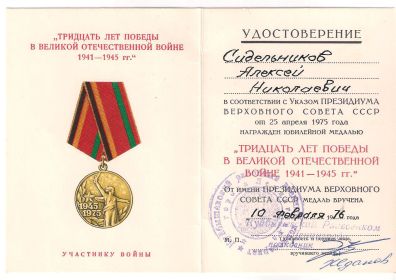 „ТРИДЦАТЬ ЛЕТ ПОБЕДЫ
В ВЕЛИКОЙ ОТЕЧЕСТВЕННОЙ ВОЙНЕ
1941—1945 гг.“
1945
1975
УЧАСТНИКУ ВОЙНЫ
УДОСТОВЕРЕНИЕ
Сидельников
Алексей
Николаевич
В СООТВЕТСТВИИ С УКАЗОМ ПРЕЗИДИУМА
ВЕРХОВНОГО СОВЕТА СССР
от 25 апреля 1975 года
НАГРАЖДЕН ЮБИЛЕЙНОЙ МЕДАЛЬЮ
„ТРИДЦАТЬ ЛЕТ ПОБЕДЫ
В ВЕЛИКОЙ ОТЕЧЕСТВЕННОЙ
ВОЙНЕ 1941—1945 гг.“
ОТ ИМЕНИ ПРЕЗИДИУМА ВЕРХОВНОГО
СОВЕТА СССР МЕДАЛЬ ВРУЧЕНА
„10 февраля 1976 года
М. П.